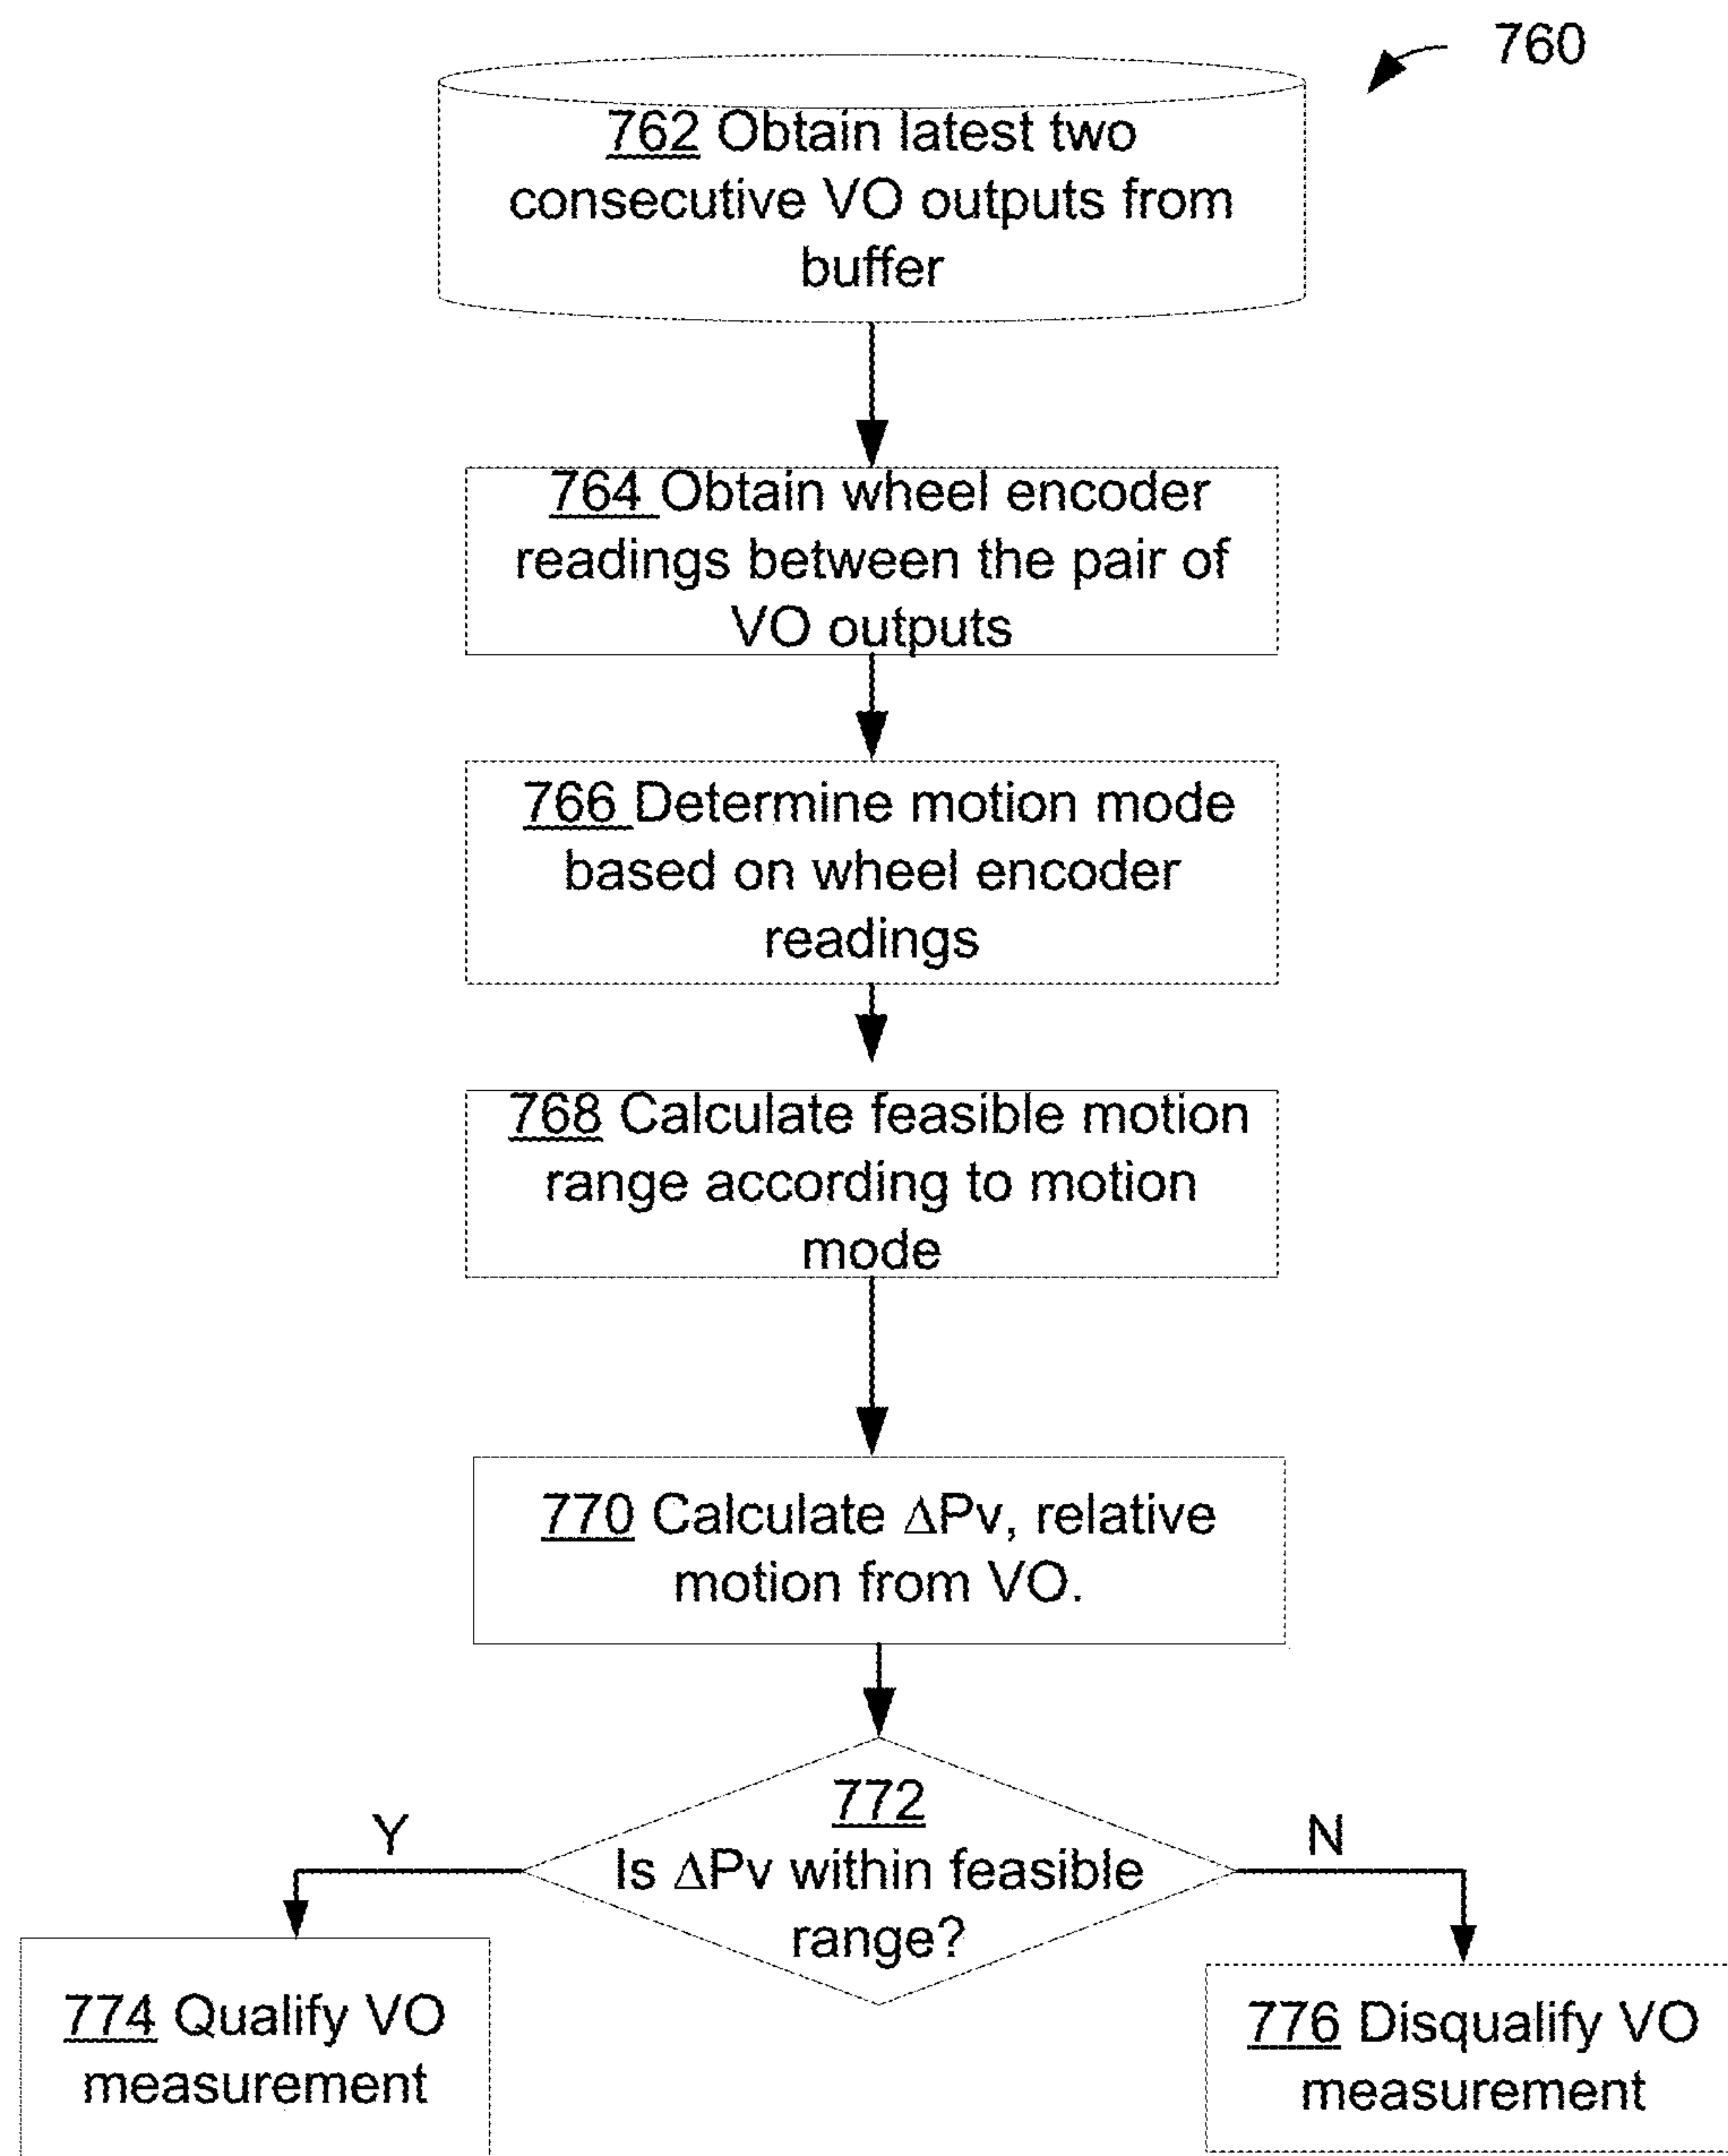 760
762 Obtain latest two
consecutive VO outputs from
buffer
764 Obtain wheel encoder
readings between the pair of
VO outputs
766 Determine motion mode
based on wheel encoder
readings
768 Calculate feasible motion
range according to motion
mode
770 Calculate ΔPv, relative
motion from VO.
772
Is ΔPv within feasible
range?
Y
N
774 Qualify VO
measurement
776 Disqualify VO
measurement